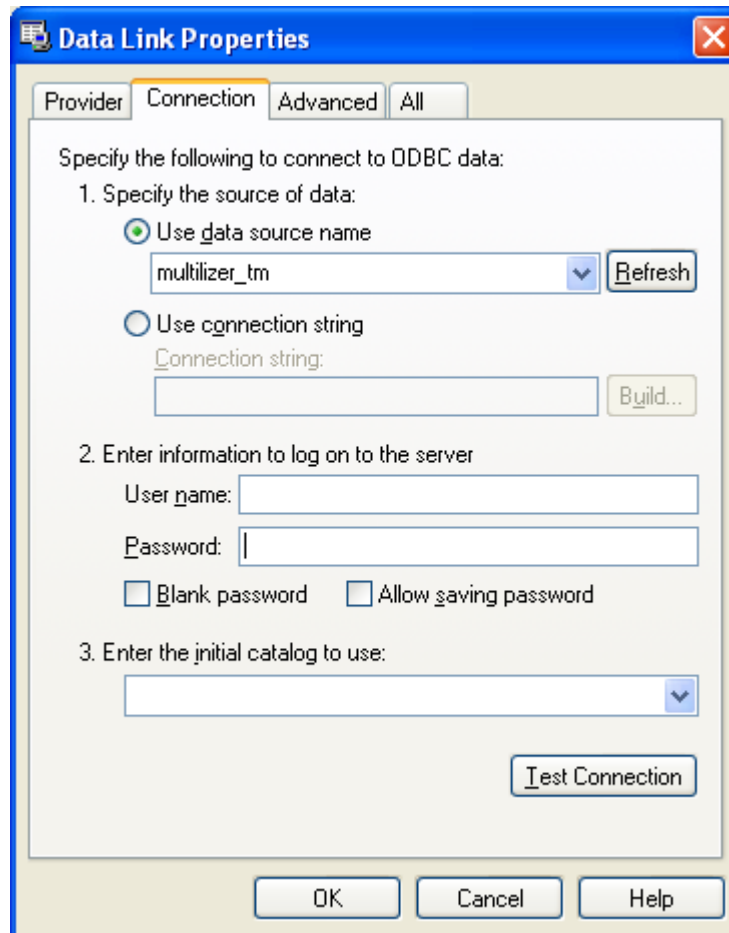 Data Link Properties
Provider Connection Advanced All
Specify the following to connect to ODBC data:
1. Specify the source of data:
Use data source name
multilizer_tm Refresh
Use connection string
Connection string:
Build...
2. Enter information to log on to the server
User name:
Password:
Blank password Allow saving password
3. Enter the initial catalog to use:
Test Connection
OK Cancel Help